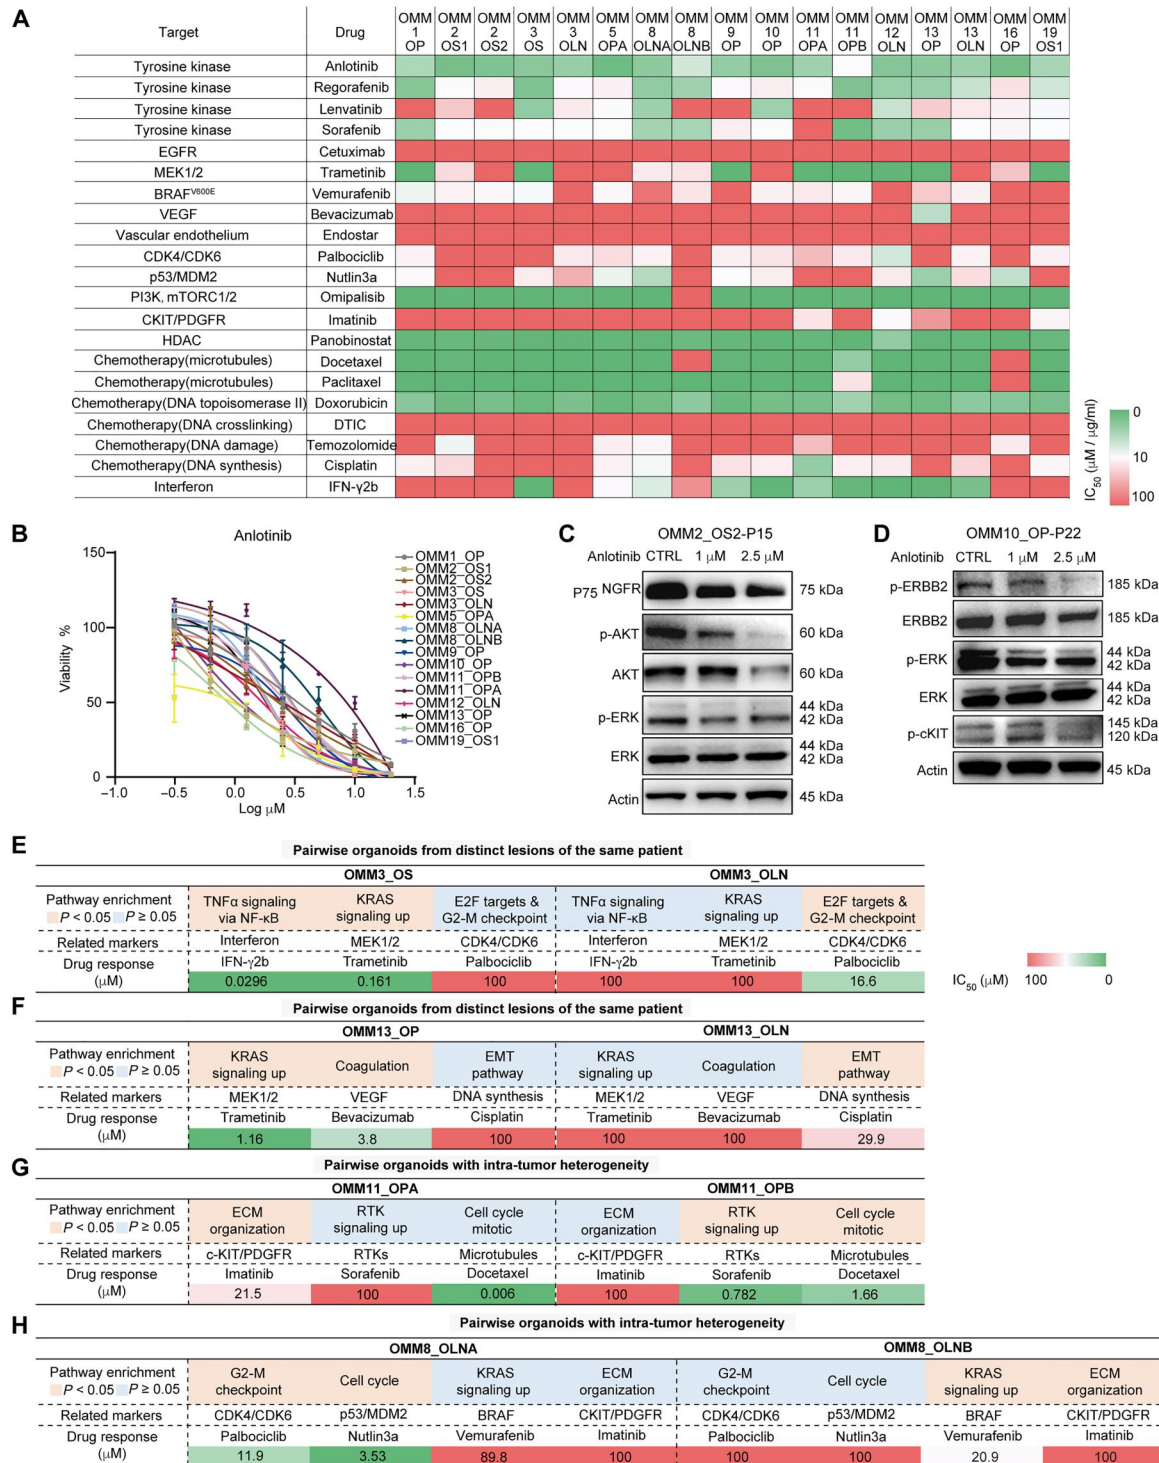 A
Target Drug OMM 1 OP OMM 2 OS1 OMM 2 OS2 OMM 3 OS OMM 3 OLN OMM 5 OPA OMM 8 OLNA OMM 8 OLNB OMM 9 OP OMM 10 OP OMM 11 OPA OMM 11 OPB OMM 12 OLN OMM 13 OP OMM 13 OLN OMM 16 OP OMM 19 OS1
Tyrosine kinase Anlotinib
Tyrosine kinase Regorafenib
Tyrosine kinase Lenvatinib
Tyrosine kinase Sorafenib
EGFR Cetuximab
MEK1/2 Trametinib
BRAFV600E Vemurafenib
VEGF Bevacizumab
Vascular endothelium Endostar
CDK4/CDK6 Palbociclib
p53/MDM2 Nutlin3a
PI3K, mTORC1/2 Omipalisib
CKIT/PDGFR Imatinib
HDAC Panobinostat
Chemotherapy(microtubules) Docetaxel
Chemotherapy(microtubules) Paclitaxel
Chemotherapy(DNA topoisomerase II) Doxorubicin
Chemotherapy(DNA crosslinking) DTIC
Chemotherapy(DNA damage) Temozolomide
Chemotherapy(DNA synthesis) Cisplatin
Interferon IFN-γ2b
IC50 (μM / μg/ml)
0
10
100
B
Anlotinib
Viability %
150
100
50
0
−1.0 −0.5 0.0 0.5 1.0 1.5
Log μM
OMM1_OP
OMM2_OS1
OMM2_OS2
OMM3_OS
OMM3_OLN
OMM5_OPA
OMM8_OLNA
OMM8_OLNB
OMM9_OP
OMM10_OP
OMM11_OPB
OMM11_OPA
OMM12_OLN
OMM13_OP
OMM16_OP
OMM19_OS1
C
OMM2_OS2-P15
Anlotinib CTRL 1 μM 2.5 μM
P75 NGFR 75 kDa
p-AKT 60 kDa
AKT 60 kDa
p-ERK 44 kDa
42 kDa
ERK 44 kDa
42 kDa
Actin 45 kDa
D
OMM10_OP-P22
Anlotinib CTRL 1 μM 2.5 μM
p-ERBB2 185 kDa
ERBB2 185 kDa
p-ERK 44 kDa
42 kDa
ERK 44 kDa
42 kDa
p-cKIT 145 kDa
120 kDa
Actin 45 kDa
E
Pairwise organoids from distinct lesions of the same patient
OMM3_OS OMM3_OLN
Pathway enrichment TNFα signaling KRAS E2F targets & TNFα signaling KRAS E2F targets &
P < 0.05 P ≥ 0.05 via NF-κB signaling up G2-M checkpoint via NF-κB signaling up G2-M checkpoint
Related markers Interferon MEK1/2 CDK4/CDK6 Interferon MEK1/2 CDK4/CDK6
Drug response IFN-γ2b Trametinib Palbociclib IFN-γ2b Trametinib Palbociclib
(μM) 0.0296 0.161 100 100 100 16.6
IC50 (μM) 100 0
F
Pairwise organoids from distinct lesions of the same patient
OMM13_OP OMM13_OLN
Pathway enrichment KRAS Coagulation EMT KRAS Coagulation EMT
P < 0.05 P ≥ 0.05 signaling up pathway signaling up pathway
Related markers MEK1/2 VEGF DNA synthesis MEK1/2 VEGF DNA synthesis
Drug response Trametinib Bevacizumab Cisplatin Trametinib Bevacizumab Cisplatin
(μM) 1.16 3.8 100 100 100 29.9
G
Pairwise organoids with intra-tumor heterogeneity
OMM11_OPA OMM11_OPB
Pathway enrichment ECM RTK Cell cycle ECM RTK Cell cycle
P < 0.05 P ≥ 0.05 organization signaling up mitotic organization signaling up mitotic
Related markers c-KIT/PDGFR RTKs Microtubules c-KIT/PDGFR RTKs Microtubules
Drug response Imatinib Sorafenib Docetaxel Imatinib Sorafenib Docetaxel
(μM) 21.5 100 0.006 100 0.782 1.66
H
Pairwise organoids with intra-tumor heterogeneity
OMM8_OLNA OMM8_OLNB
Pathway enrichment G2-M Cell cycle KRAS ECM G2-M Cell cycle KRAS ECM
P < 0.05 P ≥ 0.05 checkpoint signaling up organization checkpoint signaling up organization
Related markers CDK4/CDK6 p53/MDM2 BRAF CKIT/PDGFR CDK4/CDK6 p53/MDM2 BRAF CKIT/PDGFR
Drug response Palbociclib Nutlin3a Vemurafenib Imatinib Palbociclib Nutlin3a Vemurafenib Imatinib
(μM) 11.9 3.53 89.8 100 100 100 20.9 100